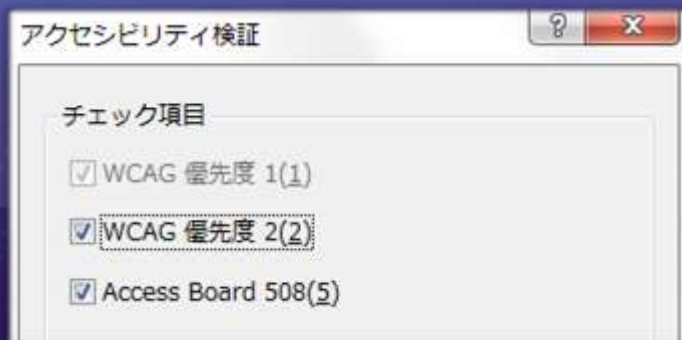 アクセシビリティ検証
チェック項目
WCAG 優先度 1(1)
WCAG 優先度 2(2)
Access Board 508(5)